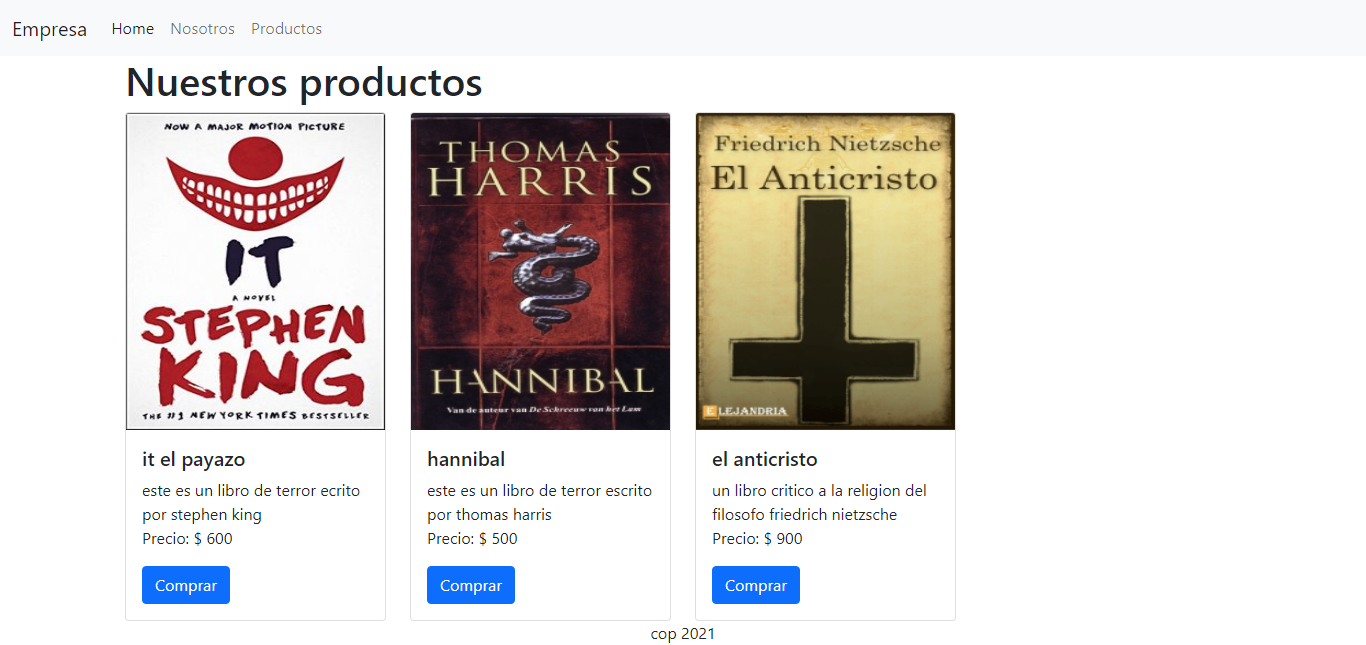 Empresa Home Nosotros Productos
Nuestros productos
NOW A MAJOR MOTION PICTURE
IT
A NOVEL
STEPHEN
KING
THE #1 NEW YORK TIMES BESTSELLER
THOMAS
HARRIS
HANNIBAL
Van de auteur van De Schreeuw van het Lam
Friedrich Nietzsche
El Anticristo
ELEJANDRIA
it el payazo
este es un libro de terror ecrito
por stephen king
Precio: $ 600
Comprar
hannibal
este es un libro de terror escrito
por thomas harris
Precio: $ 500
Comprar
el anticristo
un libro critico a la religion del
filosofo friedrich nietzsche
Precio: $ 900
Comprar
cop 2021